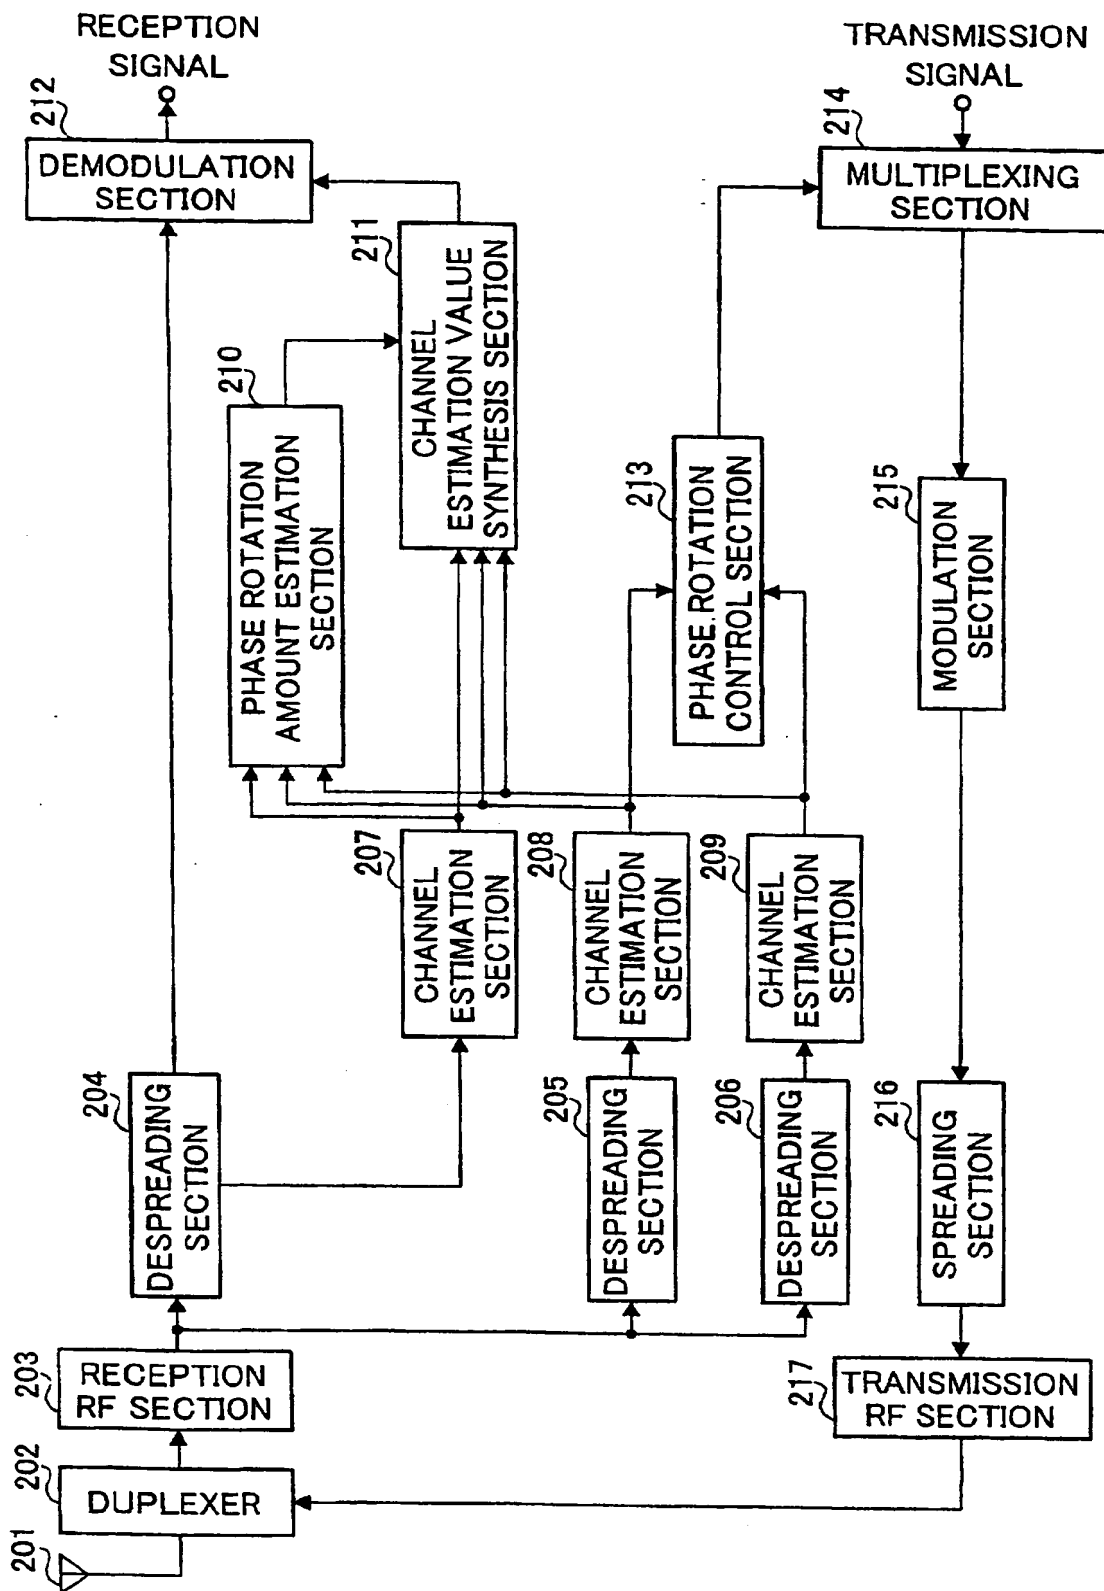 RECEPTION
SIGNAL
TRANSMISSION
SIGNAL
212
DEMODULATION
SECTION
214
MULTIPLEXING
SECTION
211
CHANNEL
ESTIMATION VALUE
SYNTHESIS SECTION
210
PHASE ROTATION
AMOUNT ESTIMATION
SECTION
213
PHASE.ROTATION
CONTROL SECTION
215
MODULATION
SECTION
207
CHANNEL
ESTIMATION
SECTION
208
CHANNEL
ESTIMATION
SECTION
209
CHANNEL
ESTIMATION
SECTION
204
DESPREADING
SECTION
205
DESPREADING
SECTION
206
DESPREADING
SECTION
216
SPREADING
SECTION
203
RECEPTION
RF SECTION
217
TRANSMISSION
RF SECTION
202
DUPLEXER
201